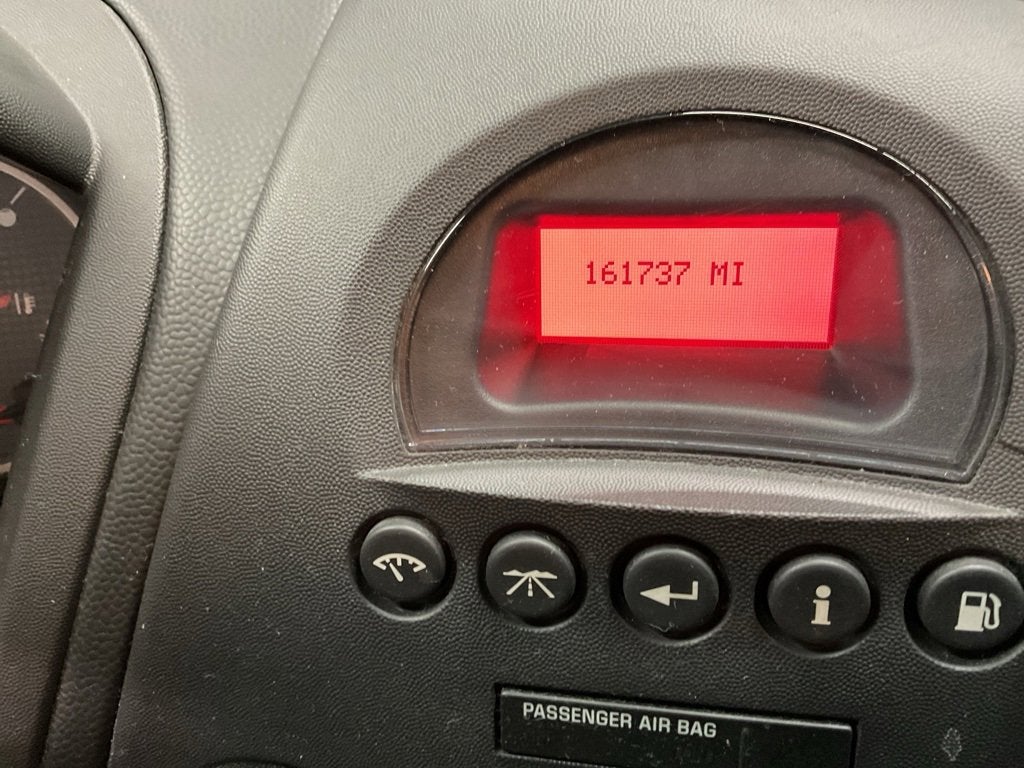 161737 MI
i
PASSENGER AIR BAG